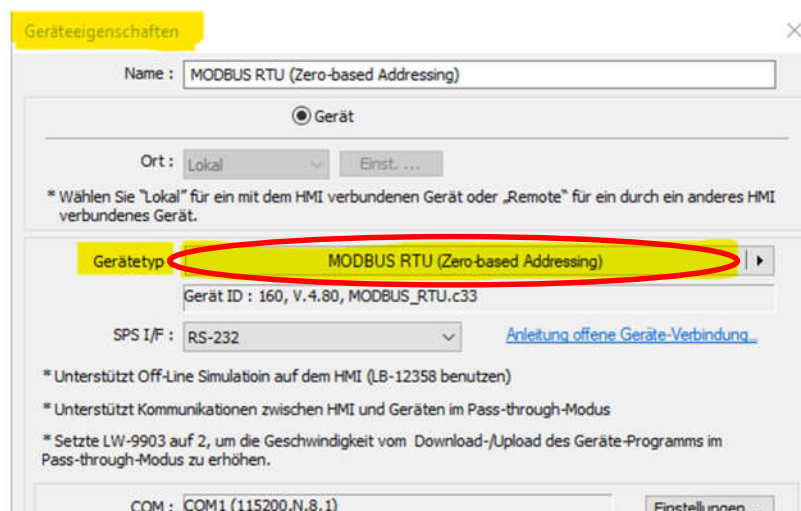 Geräteeigenschaften
Name : MODBUS RTU (Zero-based Addressing)
Gerät
Ort : Lokal Einst. ...
* Wählen Sie "Lokal" für ein mit dem HMI verbundenen Gerät oder „Remote“ für ein durch ein anderes HMI
verbundenes Gerät.
Gerätetyp MODBUS RTU (Zero-based Addressing)
Gerät ID : 160, V.4.80, MODBUS_RTU.c33
SPS I/F : RS-232 Anleitung offene Geräte-Verbindung...
* Unterstützt Off-Line Simulatioin auf dem HMI (LB-12358 benutzen)
* Unterstützt Kommunikationen zwischen HMI und Geräten im Pass-through-Modus
* Setzte LW-9903 auf 2, um die Geschwindigkeit vom Download-/Upload des Geräte-Programms im
Pass-through-Modus zu erhöhen.
COM : COM1 (115200,N,8,1) Einstellungen ...